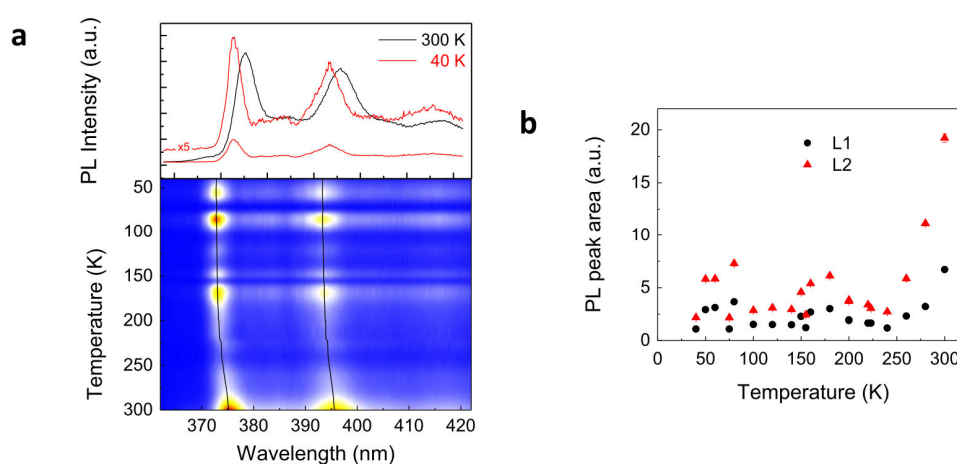 a
PL Intensity (a.u.)
300 K
40 K
x5
Temperature (K)
50
100
150
200
250
300
370 380 390 400 410 420
Wavelength (nm)
b
PL peak area (a.u.)
20
15
10
5
0
L1
L2
0 50 100 150 200 250 300
Temperature (K)